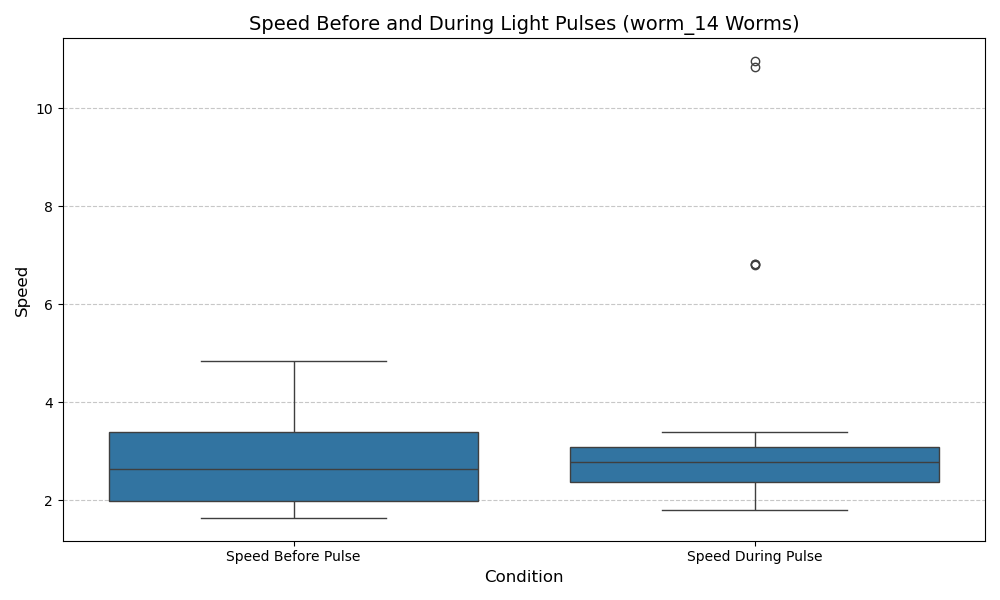 Speed Before and During Light Pulses (worm_14 Worms)
10
8
6
4
2
Speed
Speed Before Pulse
Speed During Pulse
Condition